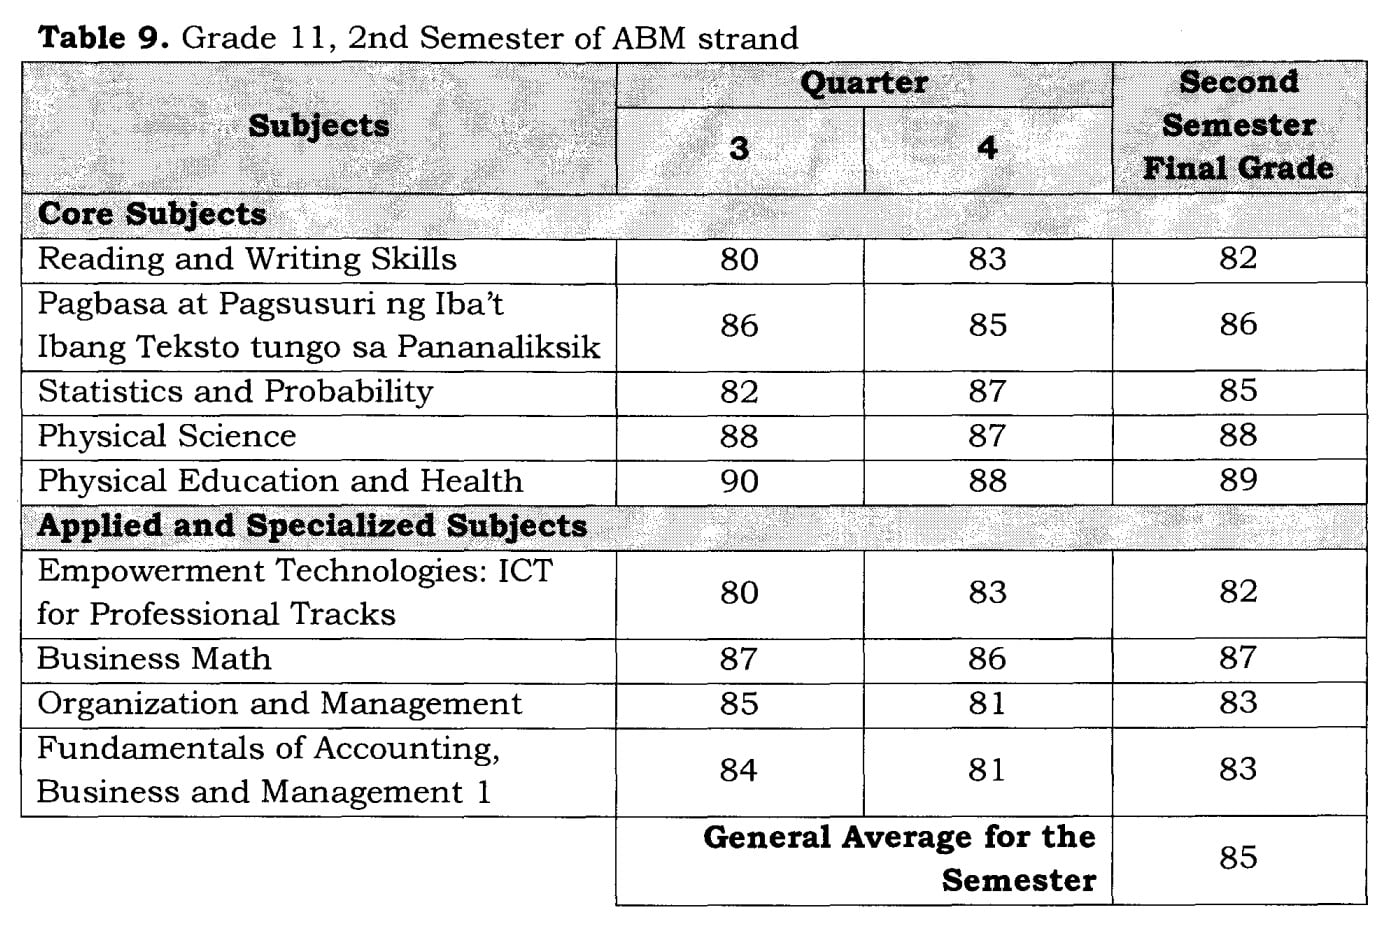 Table 9. Grade 11, 2nd Semester of ABM strand
Subjects
Quarter
3 4
Second
Semester
Final Grade
Core Subjects
Reading and Writing Skills 80 83 82
Pagbasa at Pagsusuri ng Iba't
Ibang Teksto tungo sa Pananaliksik 86 85 86
Statistics and Probability 82 87 85
Physical Science 88 87 88
Physical Education and Health 90 88 89
Applied and Specialized Subjects
Empowerment Technologies: ICT
for Professional Tracks 80 83 82
Business Math 87 86 87
Organization and Management 85 81 83
Fundamentals of Accounting,
Business and Management 1 84 81 83
General Average for the
Semester 85